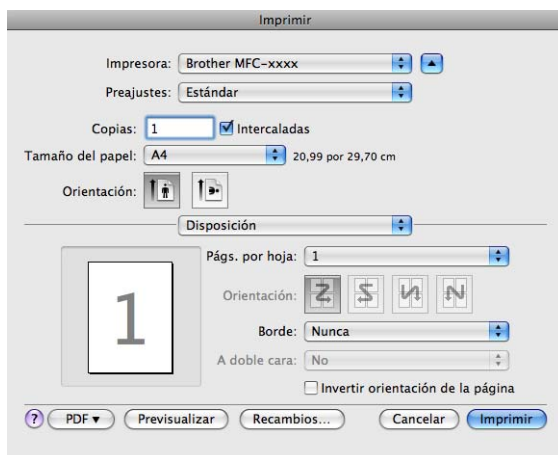 Imprimir
Impresora: Brother MFC-xxxx
Preajustes: Estándar
Copias: 1 Intercaladas
Tamaño del papel: A4 20,99 por 29,70 cm
Orientación:
Disposición
Págs. por hoja: 1
Orientación:
Borde: Nunca
A doble cara: No
Invertir orientación de la página
1
? PDF Previsualizar Recambios... Cancelar Imprimir